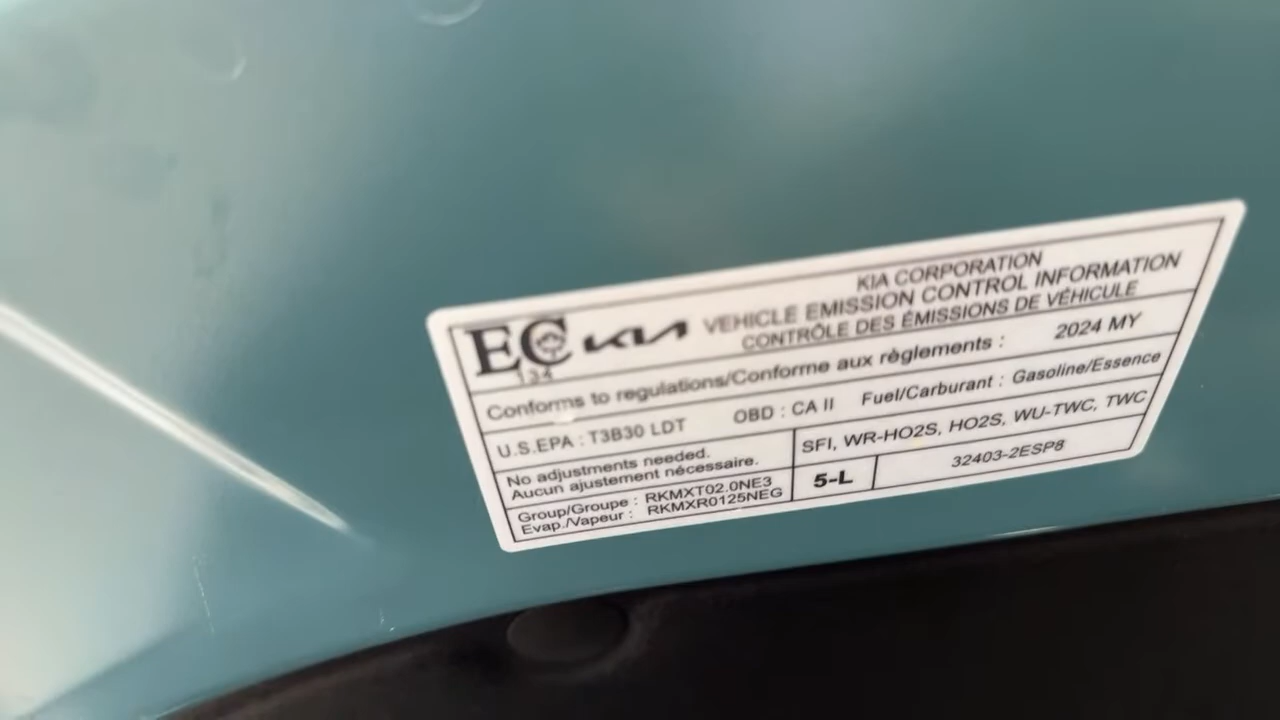 EC
134
KIA
KIA CORPORATION
VEHICLE EMISSION CONTROL INFORMATION
CONTRÔLE DES ÉMISSIONS DE VÉHICULE
Conforms to regulations/Conforme aux règlements : 2024 MY
U.S.EPA : T3B30 LDT OBD : CA II Fuel/Carburant : Gasoline/Essence
No adjustments needed.
Aucun ajustement nécessaire.
SFI, WR-HO2S, HO2S, WU-TWC, TWC
Group/Groupe : RKMXT02.0NE3
Evap./Vapeur : RKMXR0125NEG
5-L
32403-2ESP8